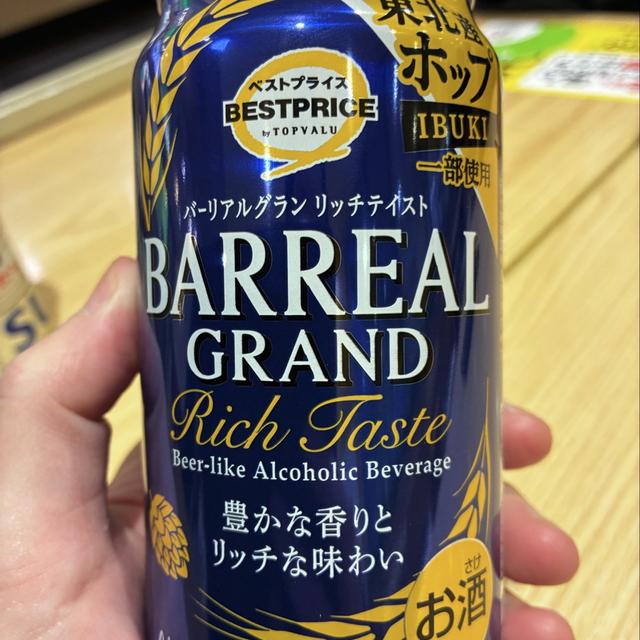 東北産
ホップ
IBUKI
一部使用
ベストプライス
BESTPRICE
by TOPVALU
バーリアルグラン リッチテイスト
BARREAL
GRAND
Rich Taste
Beer-like Alcoholic Beverage
豊かな香りと
リッチな味わい
さけ
お酒
SI